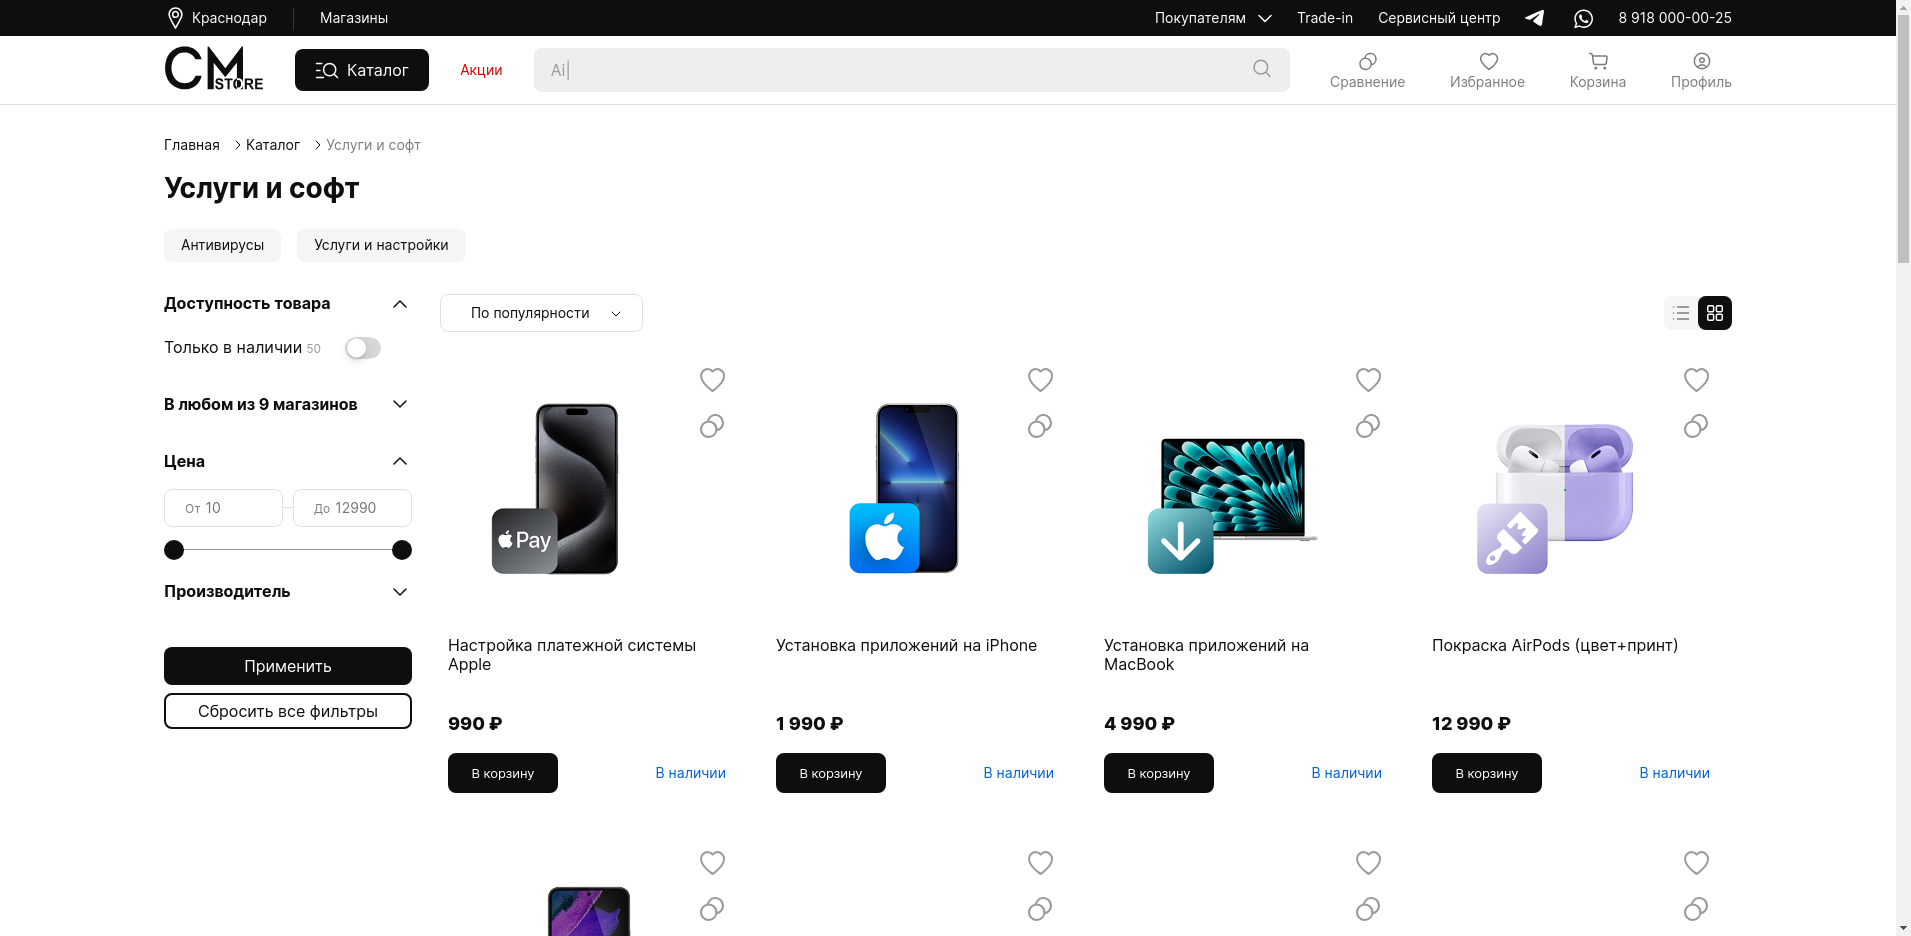 Краснодар
Магазины
Покупателям
Trade-in
Сервисный центр
8 918 000-00-25
CM STORE
Каталог
Акции
Ai|
Сравнение
Избранное
Корзина
Профиль
Главная
Каталог
Услуги и софт
Услуги и софт
Антивирусы
Услуги и настройки
Доступность товара
Только в наличии 50
В любом из 9 магазинов
Цена
От 10
До 12990
Производитель
Применить
Сбросить все фильтры
По популярности
Pay
Настройка платежной системы
Apple
990 ₽
В корзину
В наличии
Установка приложений на iPhone
1 990 ₽
В корзину
В наличии
Установка приложений на
MacBook
4 990 ₽
В корзину
В наличии
Покраска AirPods (цвет+принт)
12 990 ₽
В корзину
В наличии